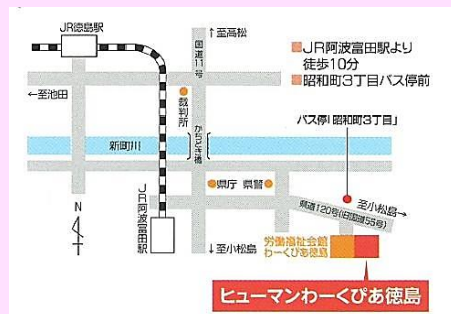 JR徳島駅
↑至高松
国道11号
■JR阿波富田駅より
徒歩10分
■昭和町3丁目バス停前
←至池田
裁判所
バス停「昭和町3丁目」
新町川
かちどき橋
県庁 県警
N
JR阿波富田駅
至小松島→
県道120号(旧国道55号)
↓至小松島
労働福祉会館
わーくぴあ徳島
ヒューマンわーくぴあ徳島